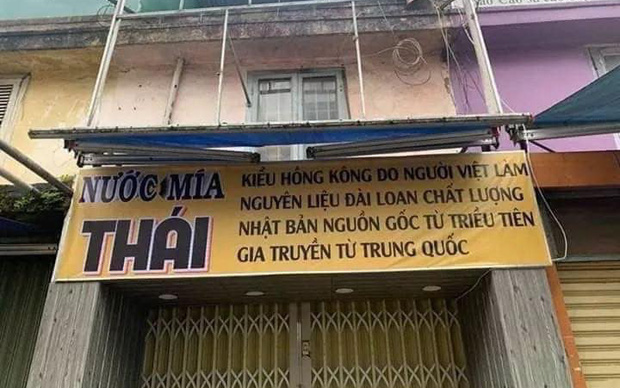 NƯỚC MÍA
THÁI
KIỂU HỒNG KÔNG DO NGƯỜI VIỆT LÀM
NGUYÊN LIỆU ĐÀI LOAN CHẤT LƯỢNG
NHẬT BẢN NGUỒN GỐC TỪ TRIỀU TIÊN
GIA TRUYỀN TỪ TRUNG QUỐC